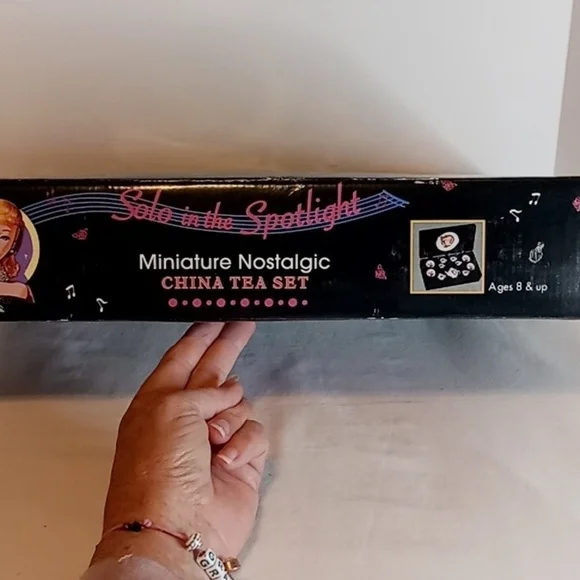 Solo in the Spotlight
Miniature Nostalgic
CHINA TEA SET
Ages 8 & up